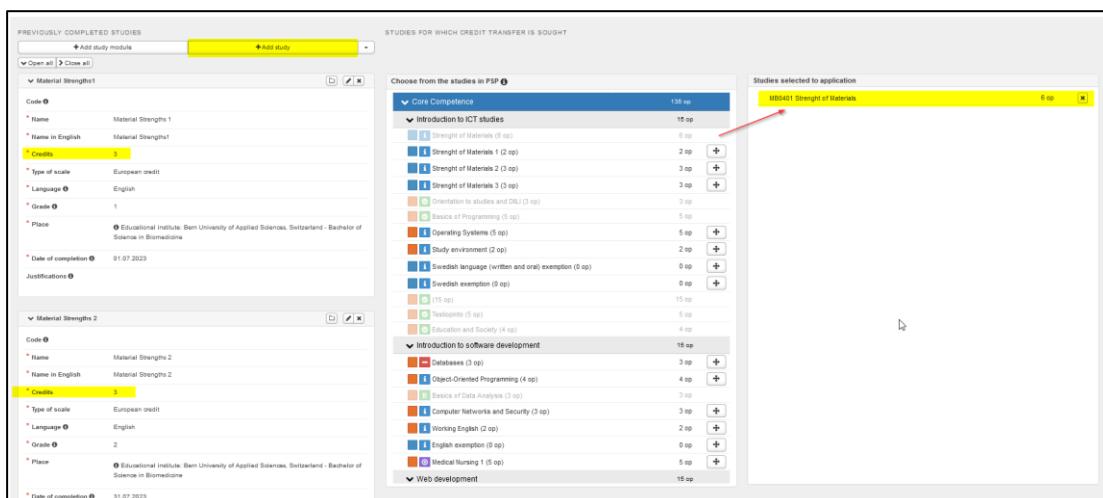 PREVIOUSLY COMPLETED STUDIES
+Add study module
+Add study
Open all
Close all
Material Strengths1
Code
* Name Material Strengths 1
* Name in English Material Strengths1
* Credits 3
* Type of scale European credit
* Language English
* Grade 1
* Place Educational institute: Bern University of Applied Sciences, Switzerland - Bachelor of
Science in Biomedicine
* Date of completion 01.07.2023
Justifications
Material Strengths 2
Code
* Name Material Strengths 2
* Name in English Material Strengths 2
* Credits 3
* Type of scale European credit
* Language English
* Grade 2
* Place Educational institute: Bern University of Applied Sciences, Switzerland - Bachelor of
Science in Biomedicine
* Date of completion 31.07.2023
STUDIES FOR WHICH CREDIT TRANSFER IS SOUGHT
Choose from the studies in PSP
Core Competence 138 op
Introduction to ICT studies 15 op
Strenght of Materials (6 op) 6 op
Strenght of Materials 1 (2 op) 2 op
Strenght of Materials 2 (3 op) 3 op
Strenght of Materials 3 (3 op) 3 op
Orientation to studies and DILI (3 op) 3 op
Basics of Programming (5 op) 5 op
Operating Systems (5 op) 5 op
Study environment (2 op) 2 op
Swedish language (written and oral) exemption (0 op) 0 op
Swedish exemption (0 op) 0 op
(15 op) 15 op
Testiopinto (5 op) 5 op
Education and Society (4 op) 4 op
Introduction to software development 15 op
Databases (3 op) 3 op
Object-Oriented Programming (4 op) 4 op
Basics of Data Analysis (3 op) 3 op
Computer Networks and Security (3 op) 3 op
Working English (2 op) 2 op
English exemption (0 op) 0 op
Medical Nursing 1 (5 op) 5 op
Web development 15 op
Studies selected to application
MB0401 Strenght of Materials 6 op